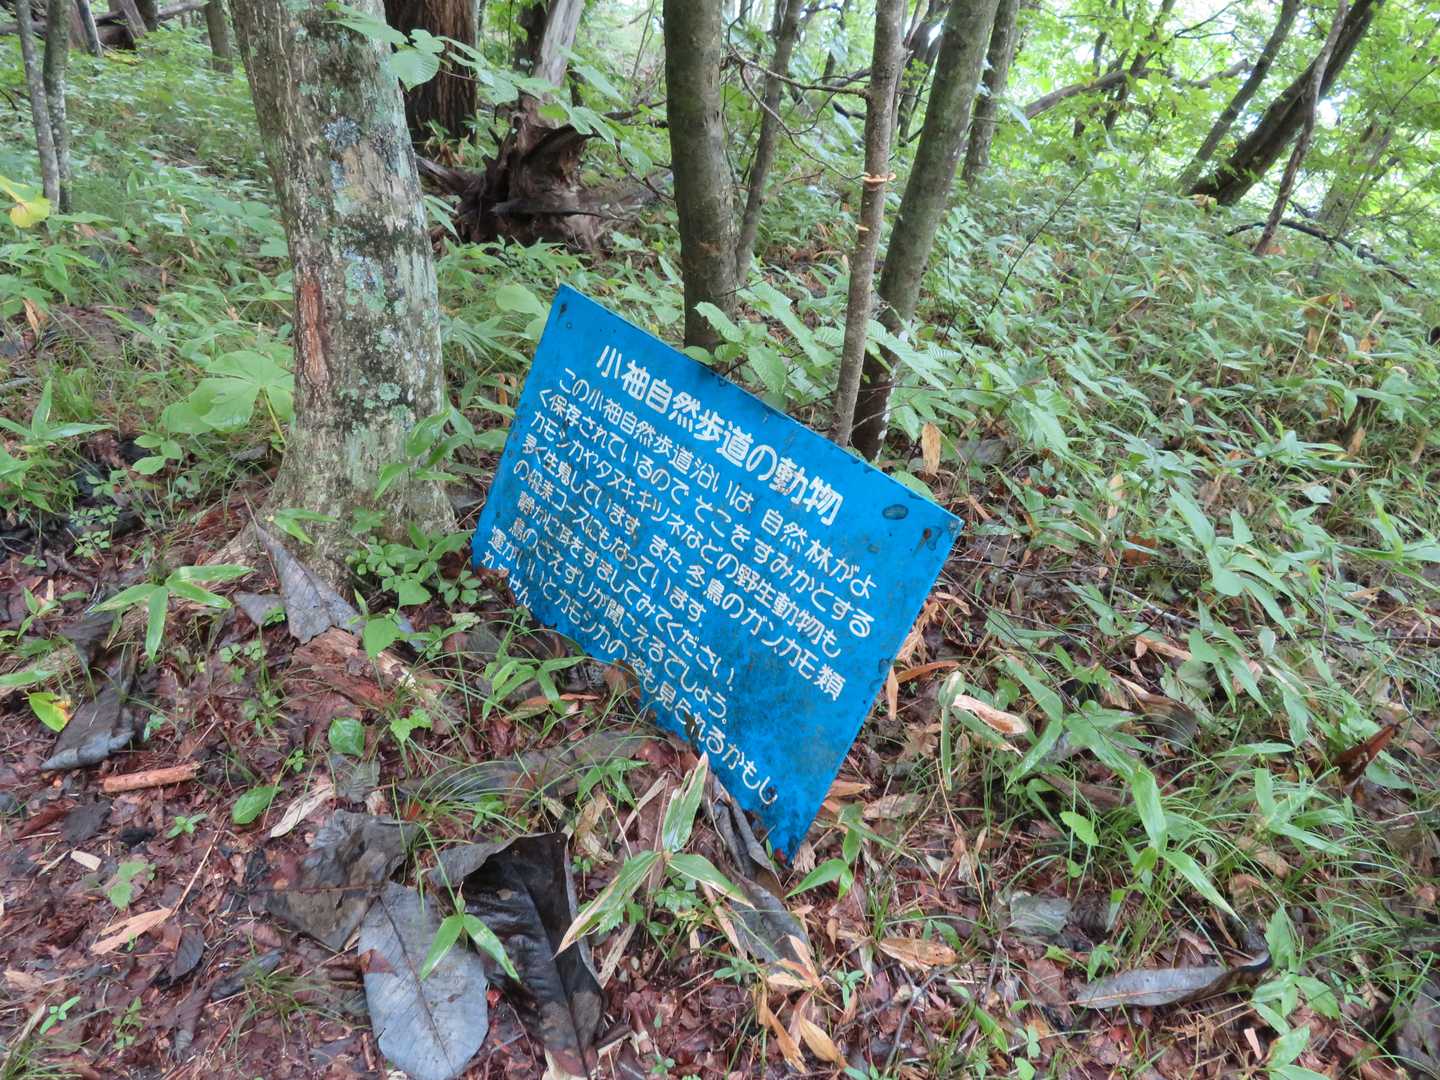 小袖自然歩道の動物
この小袖自然歩道沿いは 自然林がよ
く保存されているので とこをすみかとする
カモシカやタヌキキツネなどの野生動物も
多く生息しています また 冬鳥のガンカモ類
の飛来コースにもなっています
静かに耳をすましてみてください.
鳥のさえずりが聞こえるでしょう。
運がいいとカモシカの姿も見られるかもし
れません